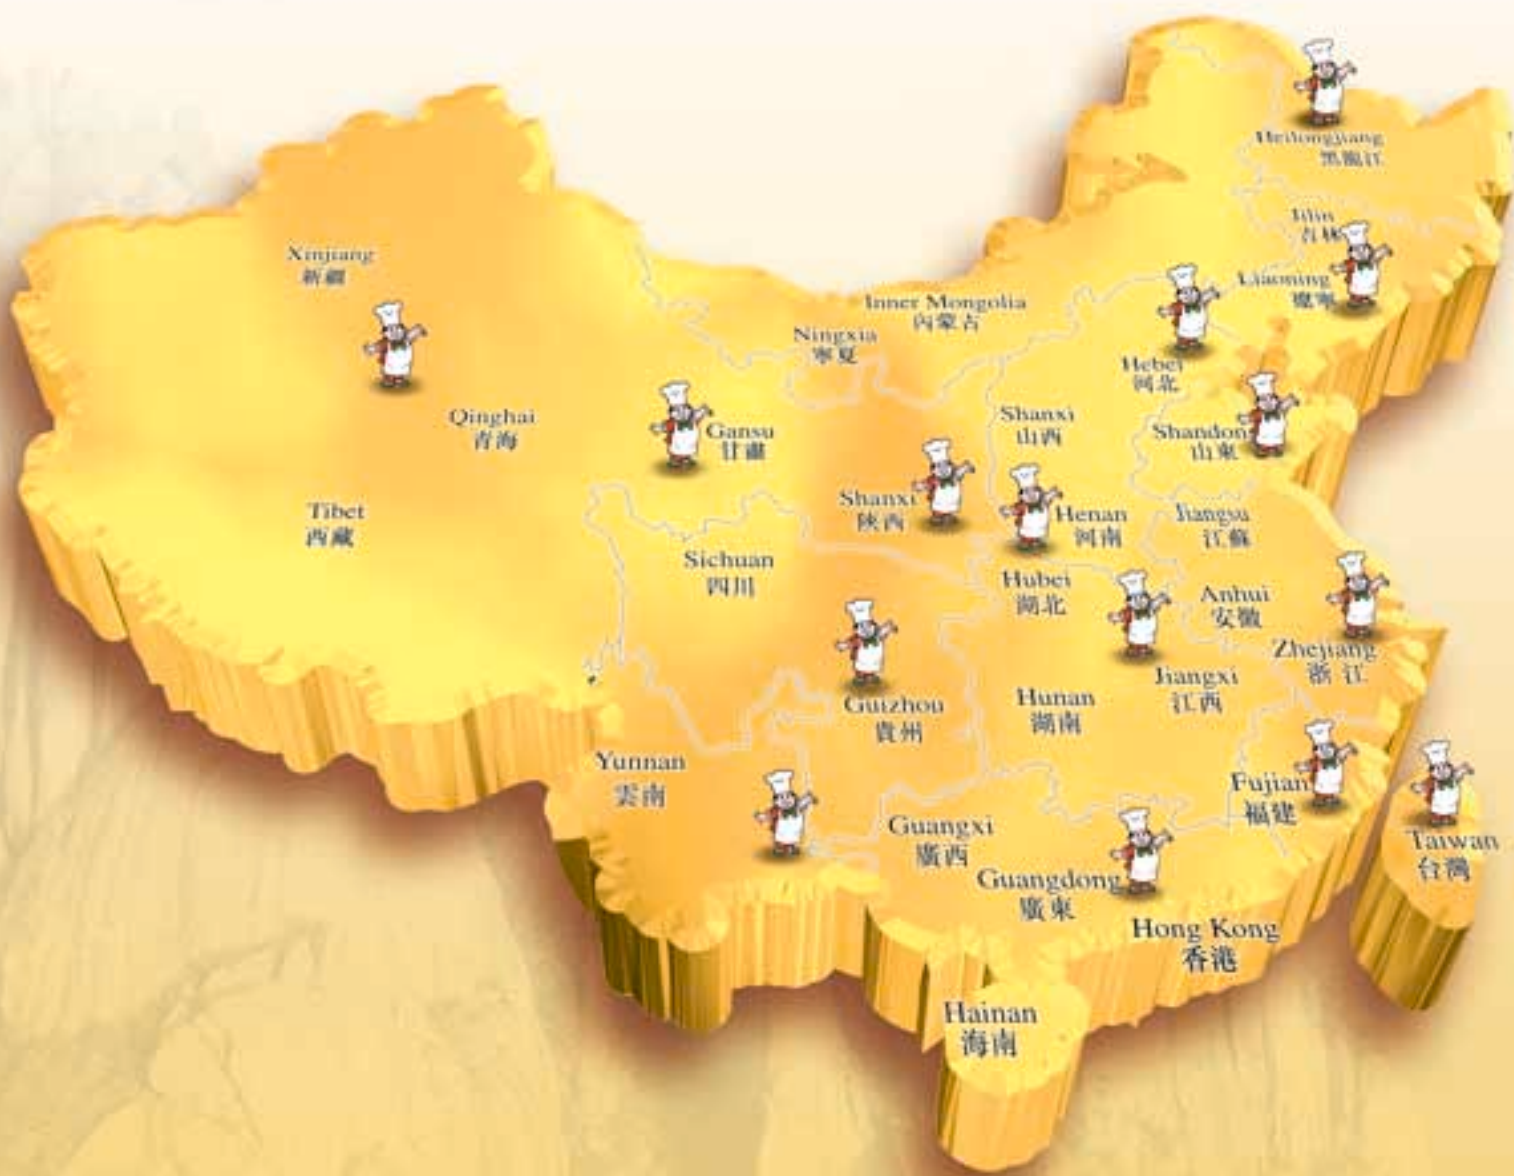 Heilongjiang
黑龍江
Jilin
吉林
Xinjiang
新疆
Liaoning
遼寧
Inner Mongolia
內蒙古
Ningxia
寧夏
Hebei
河北
Qinghai
青海
Gansu
甘肅
Shanxi
山西
Shandon
山東
Shanxi
陝西
Henan
河南
Jiangsu
江蘇
Tibet
西藏
Sichuan
四川
Hubei
湖北
Anhui
安徽
Zhejiang
浙江
Jiangxi
江西
Hunan
湖南
Guizhou
貴州
Yunnan
雲南
Fujian
福建
Guangxi
廣西
Taiwan
台灣
Guangdong
廣東
Hong Kong
香港
Hainan
海南